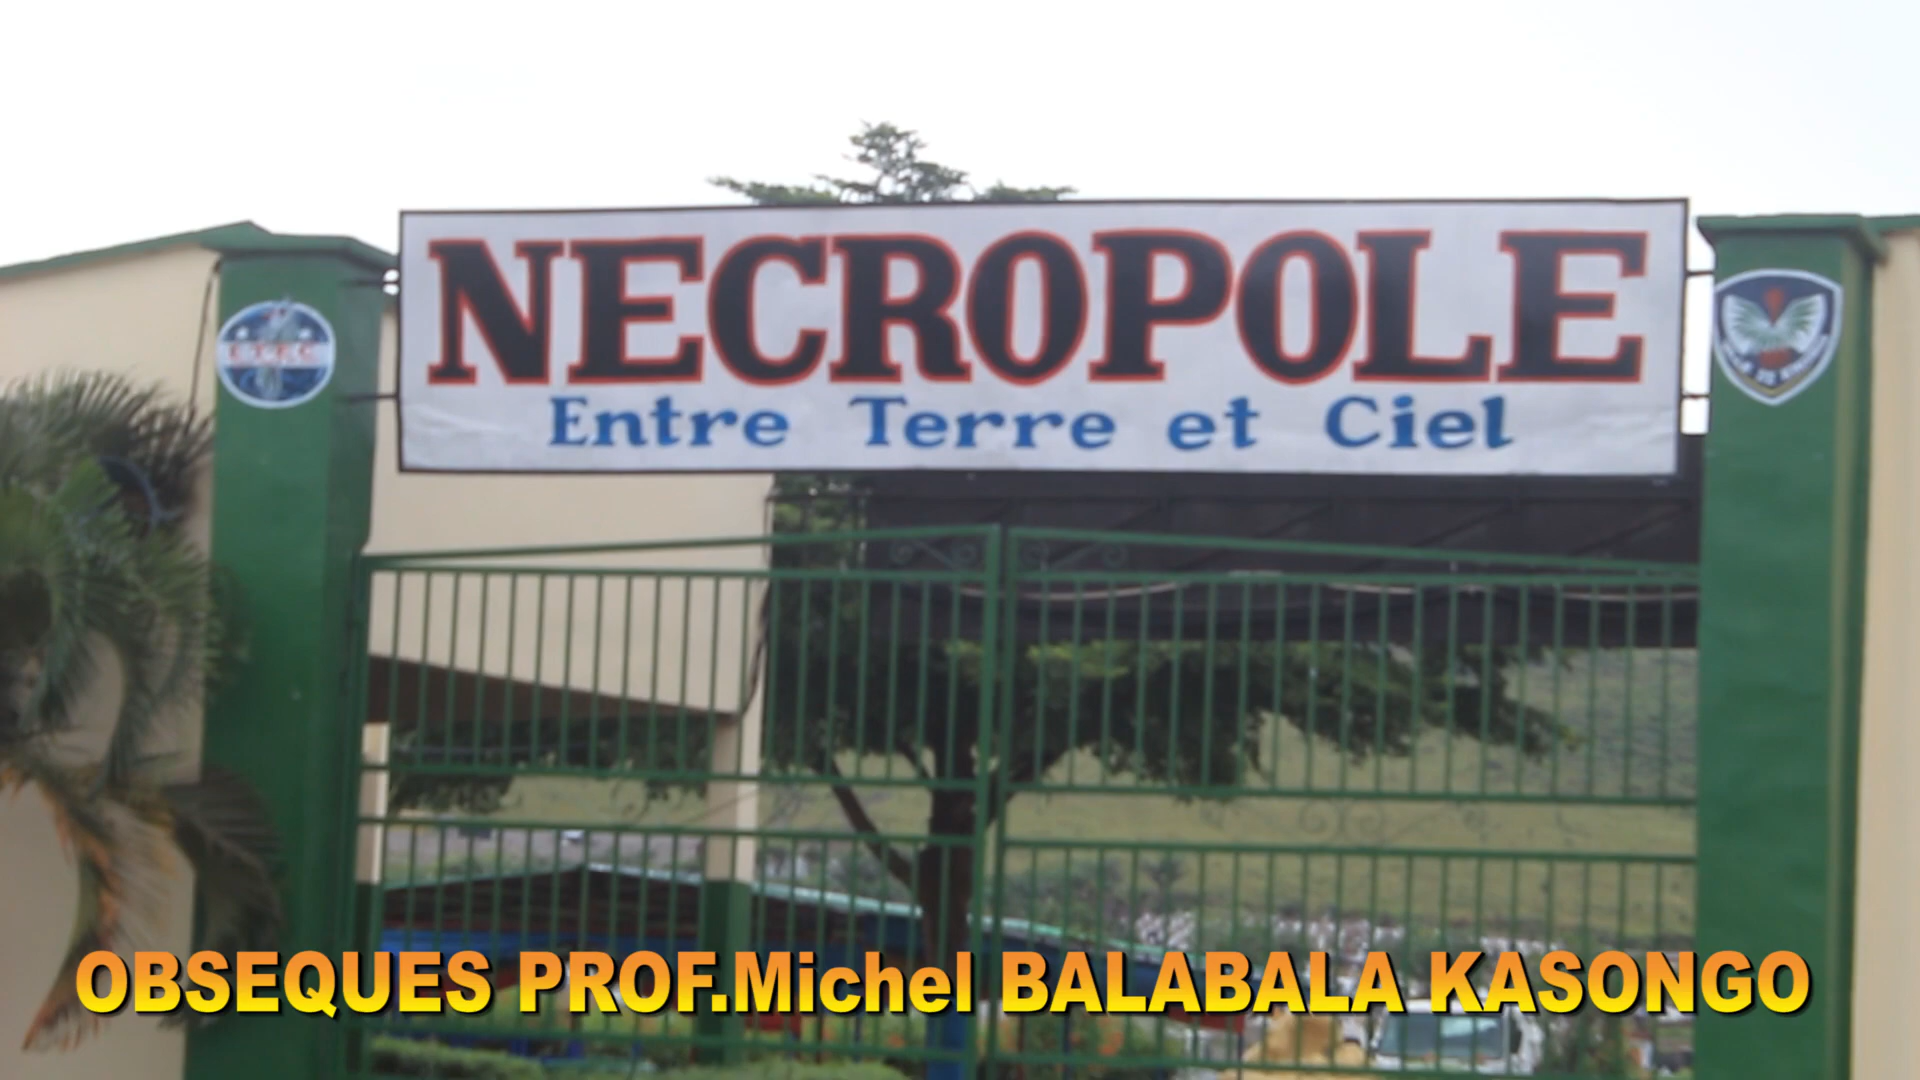 NECROPOLE
Entre Terre et Ciel
OBSEQUES PROF.Michel BALABALA KASONGO